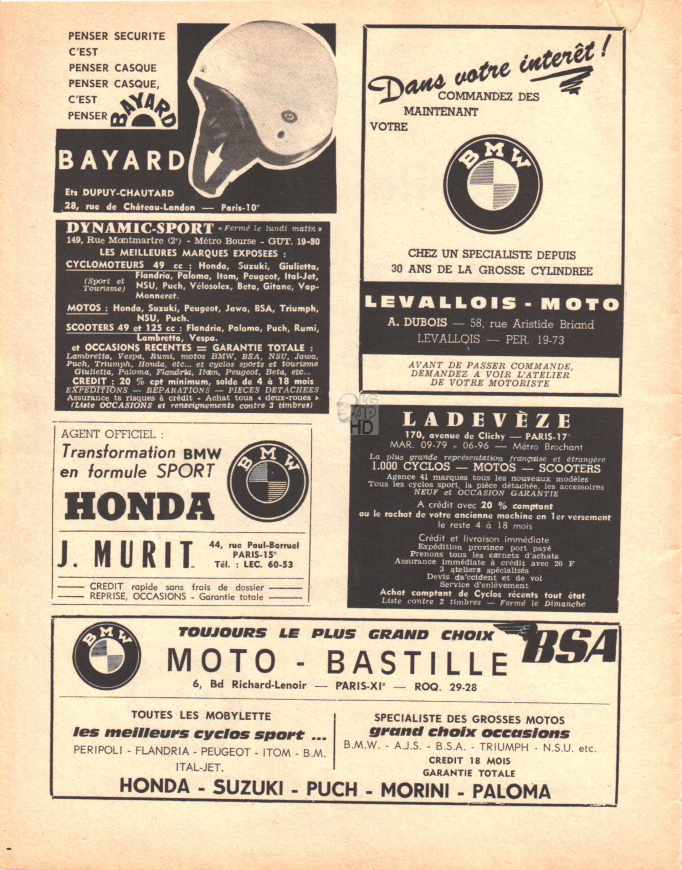 PENSER SECURITE
C'EST
PENSER CASQUE
PENSER CASQUE,
C'EST
PENSER BAYARD
BAYARD
Ets DUPUY-CHAUTARD
28, rue de Château-Landon — Paris-10e
Dans votre interêt !
COMMANDEZ DES
MAINTENANT
VOTRE
BMW
CHEZ UN SPECIALISTE DEPUIS
30 ANS DE LA GROSSE CYLINDREE
LEVALLOIS - MOTO
A. DUBOIS — 58, rue Aristide Briand
LEVALLOIS — PER. 19-73
AVANT DE PASSER COMMANDE,
DEMANDEZ A VOIR L'ATELIER
DE VOTRE MOTORISTE
DYNAMIC-SPORT « Fermé le lundi matin »
149, Rue Montmartre (2e) - Métro Bourse - GUT. 19-80
LES MEILLEURES MARQUES EXPOSEES :
CYCLOMOTEURS 49 cc : Honda, Suzuki, Giulietta,
(Sport et Tourisme) Flandria, Paloma, Itom, Peugeot, Ital-Jet,
NSU, Puch, Vélosolex, Beta, Gitane, Vap-
Monneret.
MOTOS : Honda, Suzuki, Peugeot, Jawa, BSA, Triumph,
NSU, Puch.
SCOOTERS 49 et 125 cc : Flandria, Paloma, Puch, Rumi,
Lambretta, Vespa.
et OCCASIONS RECENTES = GARANTIE TOTALE :
Lambretta, Vespa, Rumi, motos BMW, BSA, NSU, Jawa,
Puch, Triumph, Honda, etc... et cyclos sports et tourisme
Giulietta, Paloma, Flandria, Itom, Peugeot, Beta, etc...
CREDIT : 20 % cpt minimum, solde de 4 à 18 mois
EXPEDITIONS — REPARATIONS — PIECES DETACHEES
Assurance ts risques à crédit - Achat tous « deux-roues »
(Liste OCCASIONS et renseignements contre 3 timbres)
HD
AGENT OFFICIEL :
Transformation BMW
en formule SPORT
BMW
HONDA
J. MURIT
44, rue Paul-Barruel
PARIS-15e
Tél. : LEC. 60-53
CREDIT rapide sans frais de dossier
REPRISE, OCCASIONS - Garantie totale
LADEVÈZE
170, avenue de Clichy — PARIS-17e
MAR. 09-79 - 06-96 — Métro Brochant
La plus grande représentation française et étrangère
1.000 CYCLOS — MOTOS — SCOOTERS
Agence 41 marques tous les nouveaux modèles
Tous les cyclos sport, la pièce détachée, les accessoires
NEUF et OCCASION GARANTIE
A crédit avec 20 % comptant
ou le rachat de votre ancienne machine en 1er versement
le reste 4 à 18 mois
Crédit et livraison immédiate
Expédition province port payé
Prenons tous les carnets d'achats
Assurance immédiate à crédit avec 20 F
3 ateliers spécialisés
Devis d'accident et de vol
Service d'enlèvement
Achat comptant de Cyclos récents tout état
Liste contre 2 timbres — Fermé le Dimanche
BMW
TOUJOURS LE PLUS GRAND CHOIX
BSA
MOTO - BASTILLE
6, Bd Richard-Lenoir — PARIS-XIe — ROQ. 29-28
TOUTES LES MOBYLETTE
les meilleurs cyclos sport ...
PERIPOLI - FLANDRIA - PEUGEOT - ITOM - B.M.
ITAL-JET.
SPECIALISTE DES GROSSES MOTOS
grand choix occasions
B.M.W. - A.J.S. - B.S.A. - TRIUMPH - N.S.U. etc.
CREDIT 18 MOIS
GARANTIE TOTALE
HONDA - SUZUKI - PUCH - MORINI - PALOMA